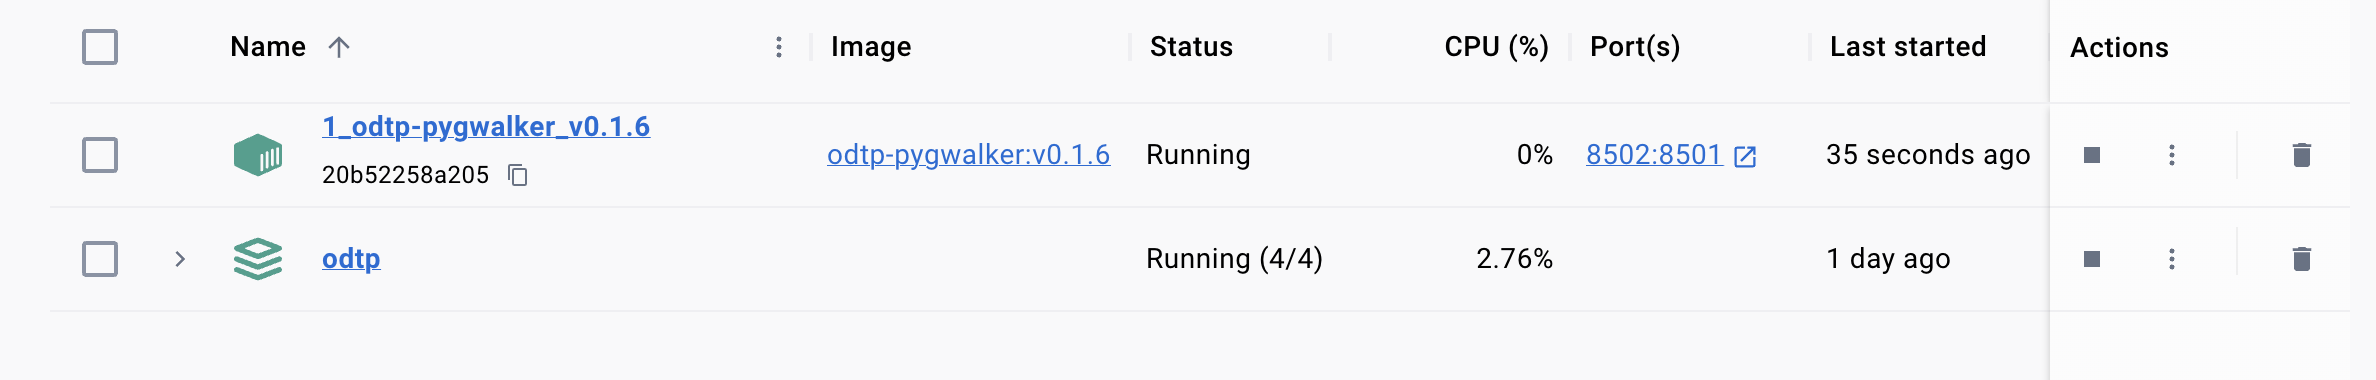 Name Image Status CPU (%) Port(s) Last started Actions
1_odtp-pygwalker_v0.1.6
20b52258a205
odtp-pygwalker:v0.1.6 Running 0% 8502:8501 35 seconds ago
odtp Running (4/4) 2.76% 1 day ago